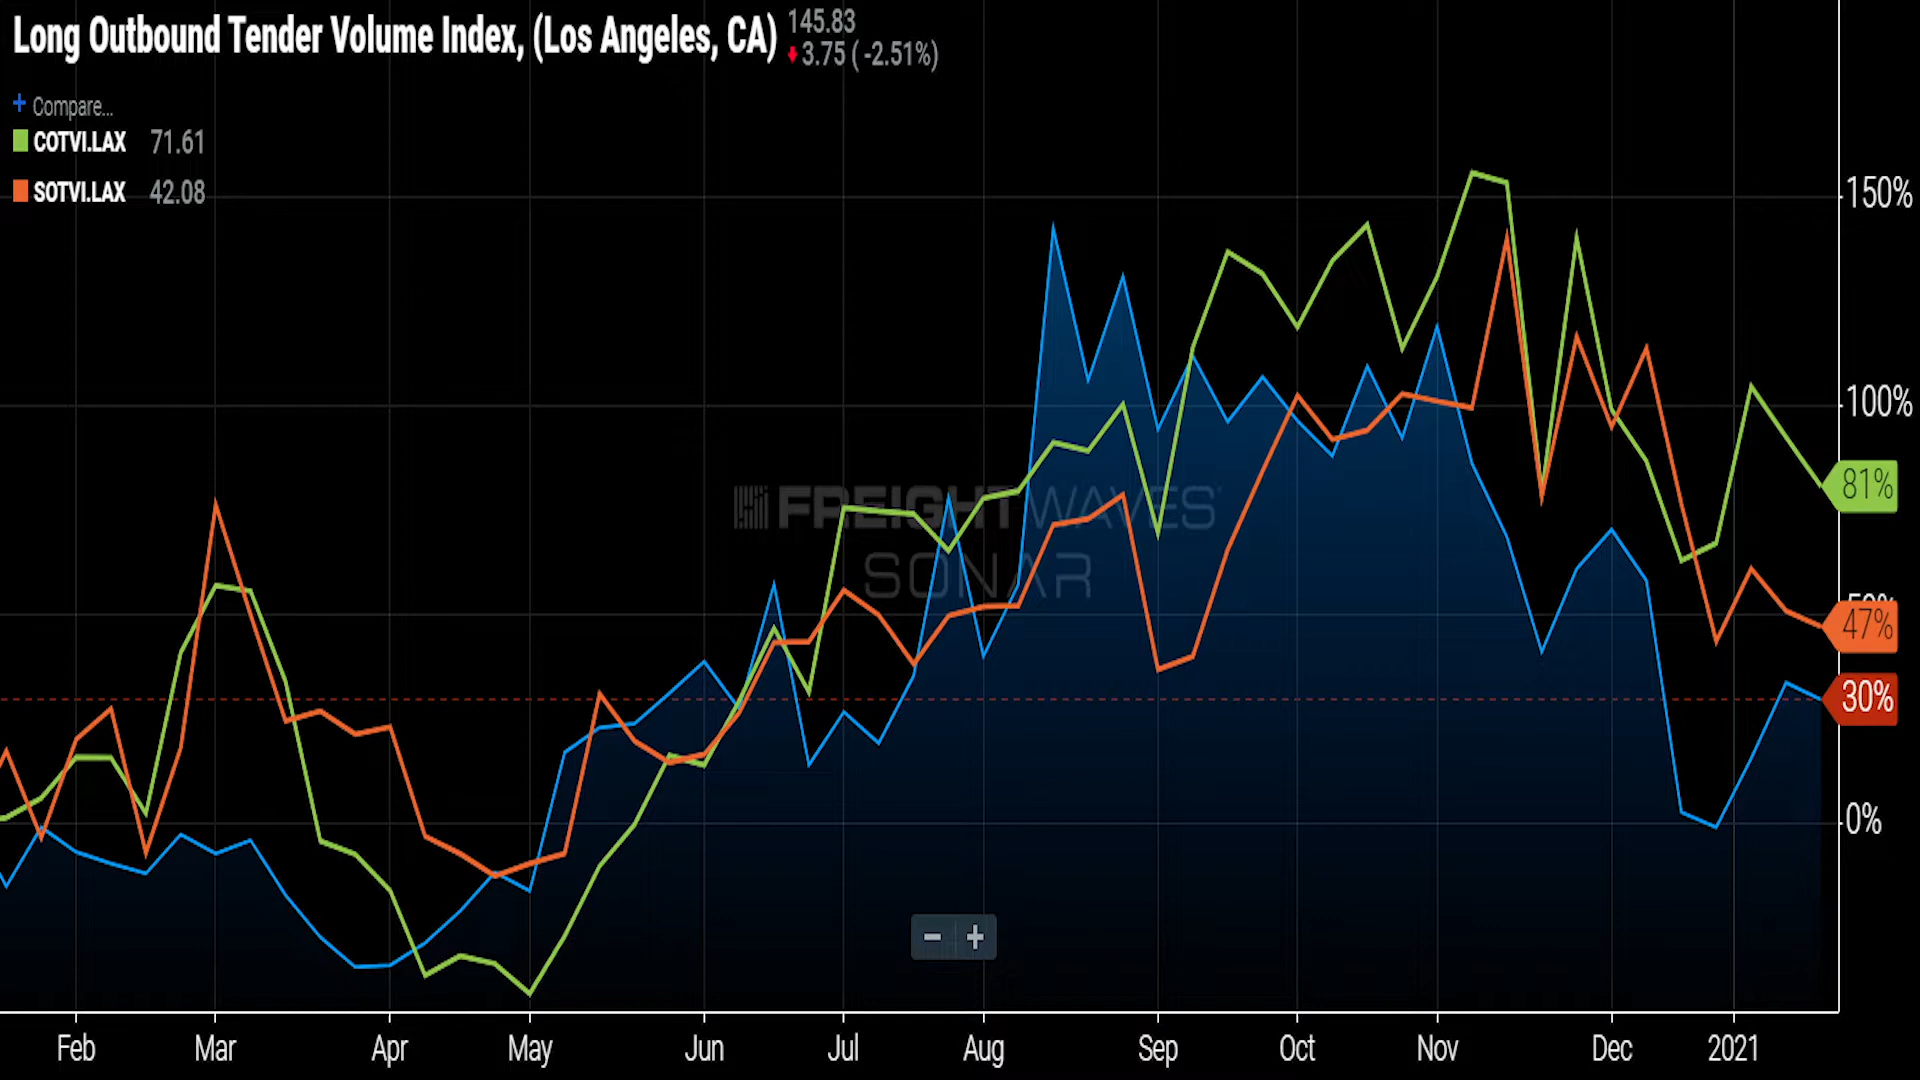 Long Outbound Tender Volume Index, (Los Angeles, CA) 145.83
3.75 ( -2.51%)
+ Compare...
COTVI.LAX 71.61
SOTVI.LAX 42.08
150%
100%
81%
50%
47%
30%
0%
FREIGHTWAVES
SONAR
− +
Feb Mar Apr May Jun Jul Aug Sep Oct Nov Dec 2021